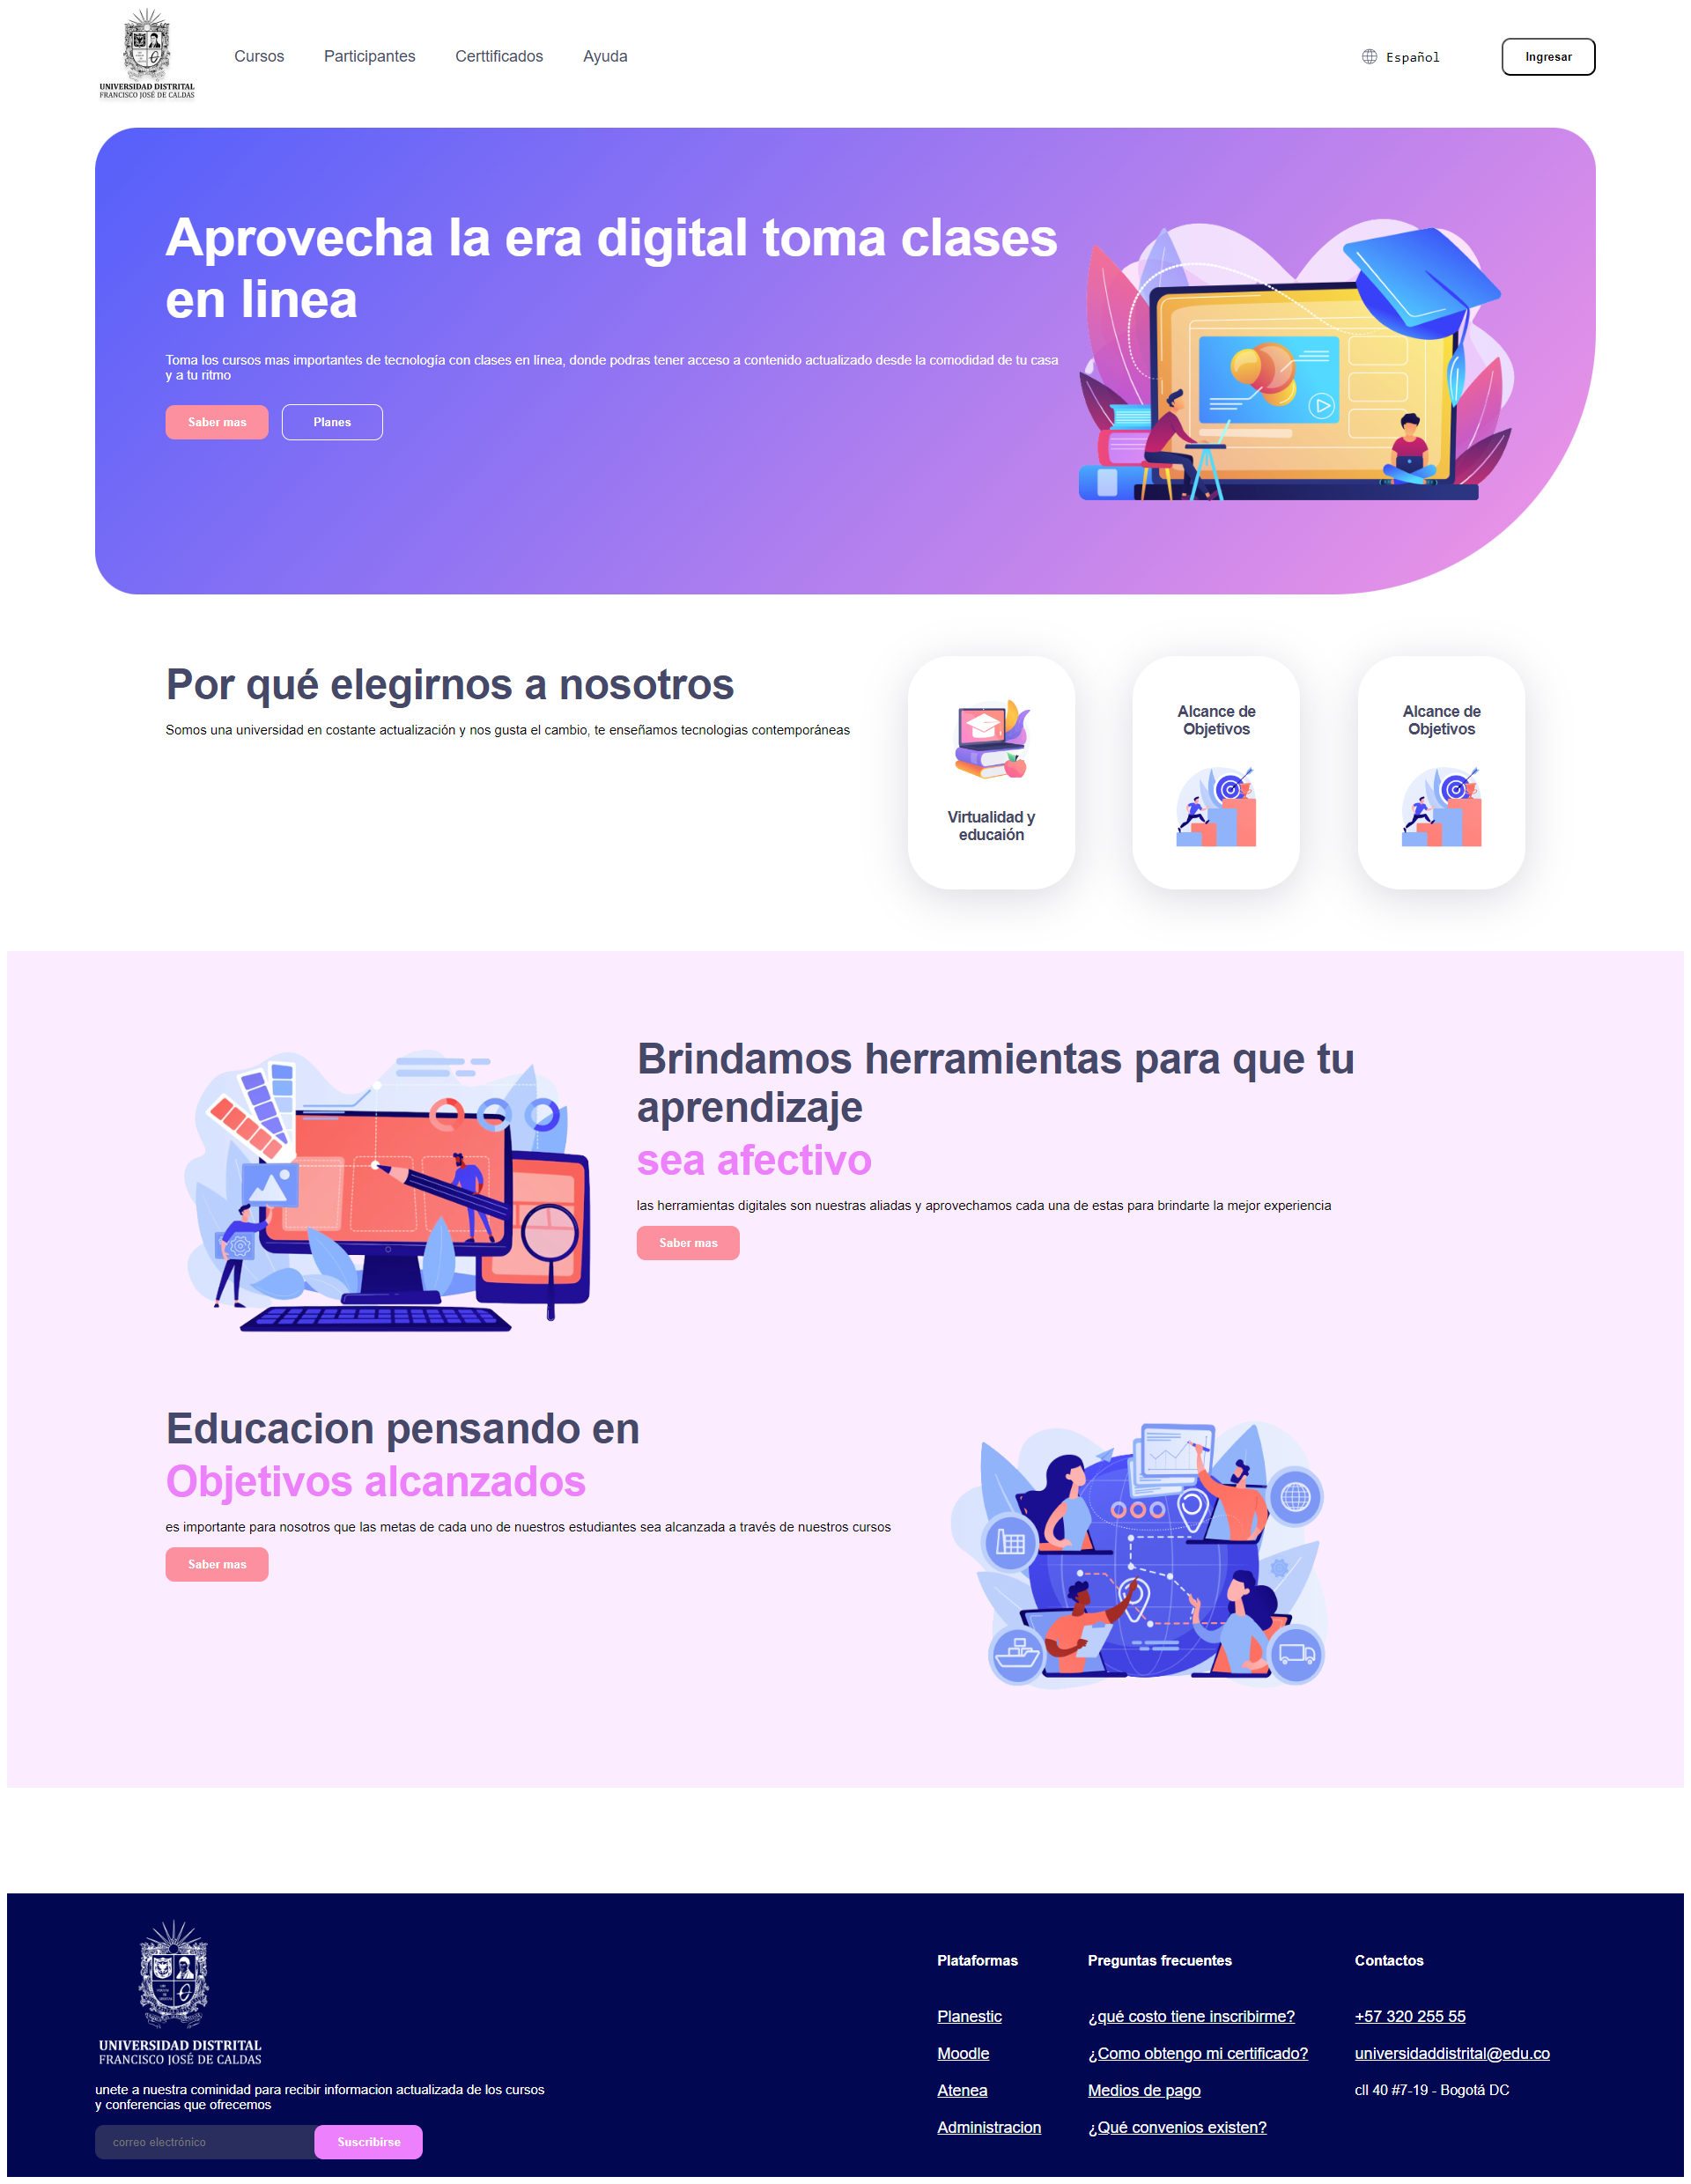 UNIVERSIDAD DISTRITAL
FRANCISCO JOSÉ DE CALDAS
Cursos
Participantes
Certtificados
Ayuda
Español
Ingresar
Aprovecha la era digital toma clases
en linea
Toma los cursos mas importantes de tecnología con clases en línea, donde podras tener acceso a contenido actualizado desde la comodidad de tu casa
y a tu ritmo
Saber mas
Planes
Por qué elegirnos a nosotros
Somos una universidad en costante actualización y nos gusta el cambio, te enseñamos tecnologias contemporáneas
Virtualidad y
educaión
Alcance de
Objetivos
Alcance de
Objetivos
Brindamos herramientas para que tu
aprendizaje
sea afectivo
las herramientas digitales son nuestras aliadas y aprovechamos cada una de estas para brindarte la mejor experiencia
Saber mas
Educacion pensando en
Objetivos alcanzados
es importante para nosotros que las metas de cada uno de nuestros estudiantes sea alcanzada a través de nuestros cursos
Saber mas
UNIVERSIDAD DISTRITAL
FRANCISCO JOSÉ DE CALDAS
unete a nuestra cominidad para recibir informacion actualizada de los cursos
y conferencias que ofrecemos
correo electrónico
Suscribirse
Plataformas
Planestic
Moodle
Atenea
Administracion
Preguntas frecuentes
¿qué costo tiene inscribirme?
¿Como obtengo mi certificado?
Medios de pago
¿Qué convenios existen?
Contactos
+57 320 255 55
universidaddistrital@edu.co
cll 40 #7-19 - Bogotá DC